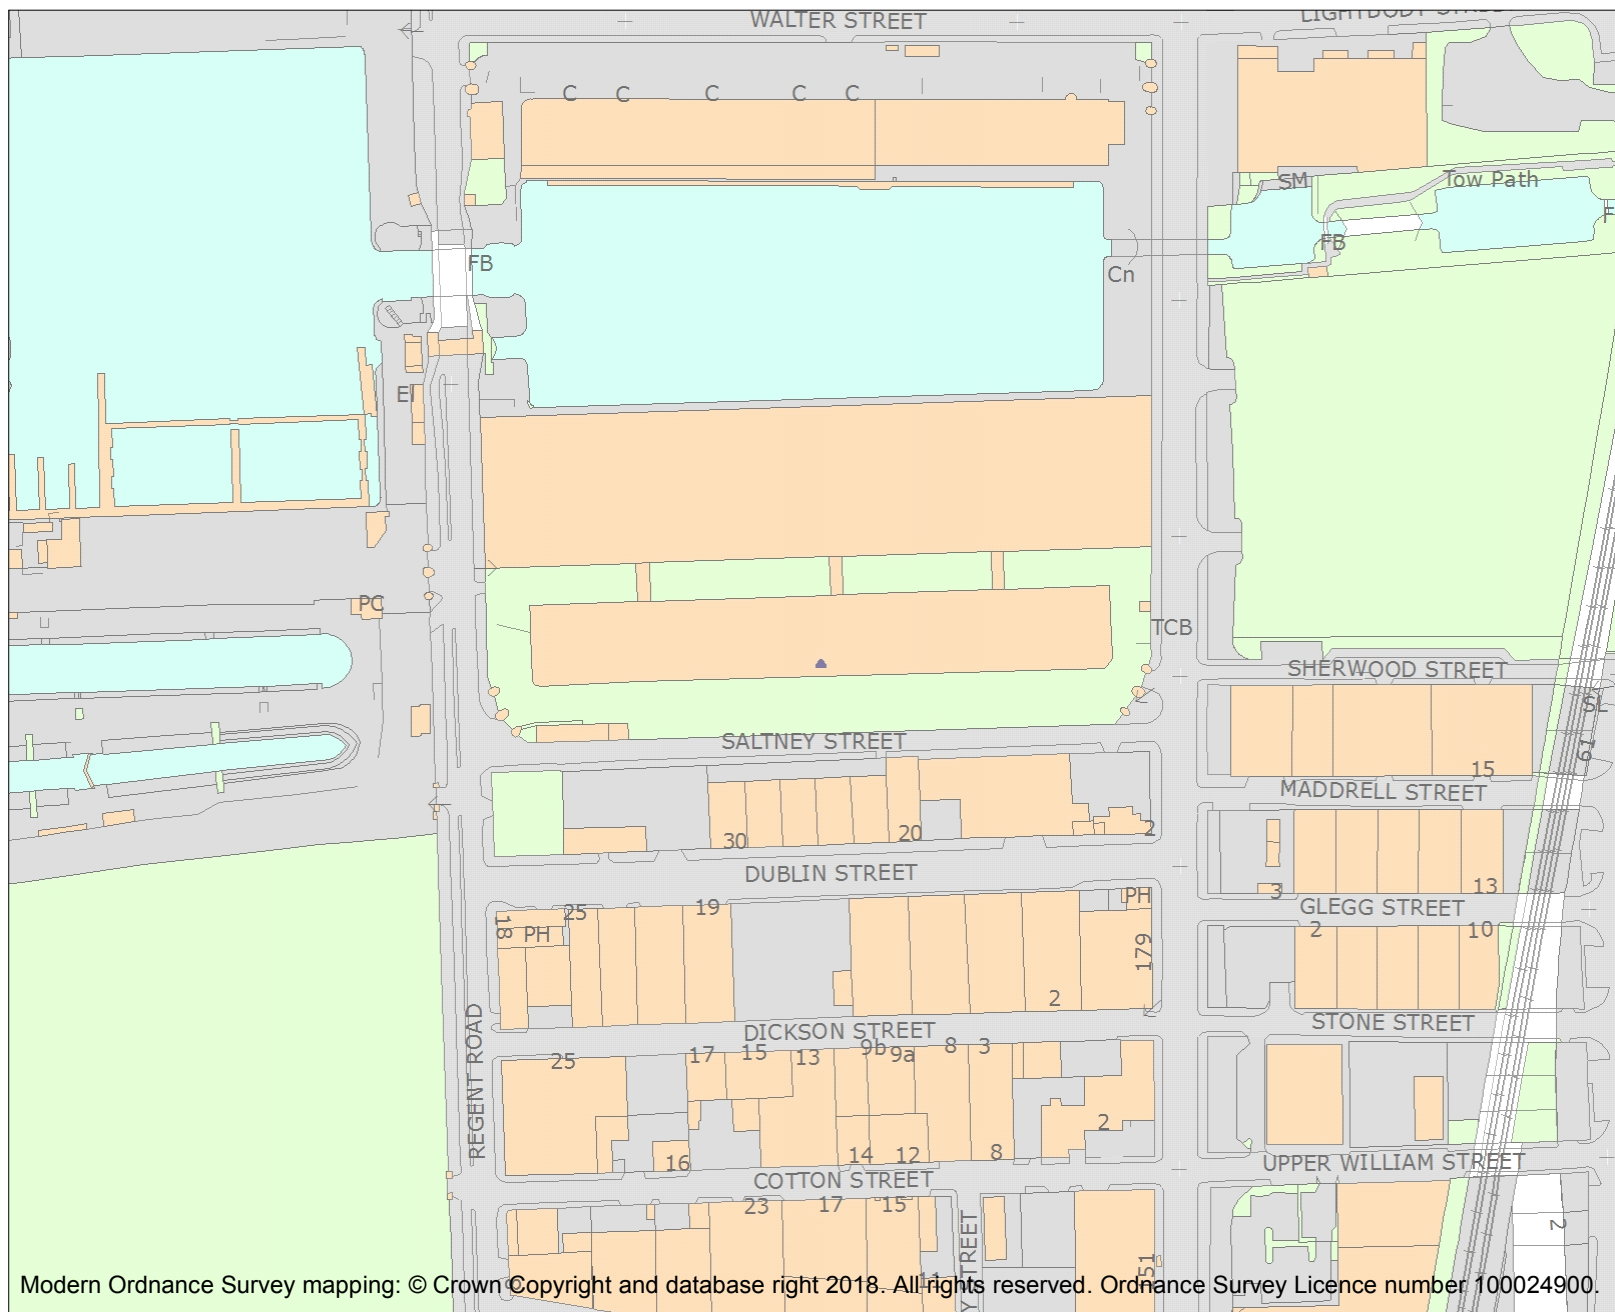 WALTER STREET
C C C C C
SM
Tow Path
FB
FB
Cn
El
PC
TCB
SHERWOOD STREET
SL
61
SALTNEY STREET
15
MADDRELL STREET
30
20
2
DUBLIN STREET
3
13
GLEGG STREET
18
25
PH
19
PH
179
2
2
10
DICKSON STREET
STONE STREET
REGENT ROAD
25
17
15
13
9b
9a
8
3
2
16
14
12
8
UPPER WILLIAM STREET
COTTON STREET
23
17
15
STREET
2
11
Modern Ordnance Survey mapping: © Crown Copyright and database right 2018. All rights reserved. Ordnance Survey Licence number 100024900.